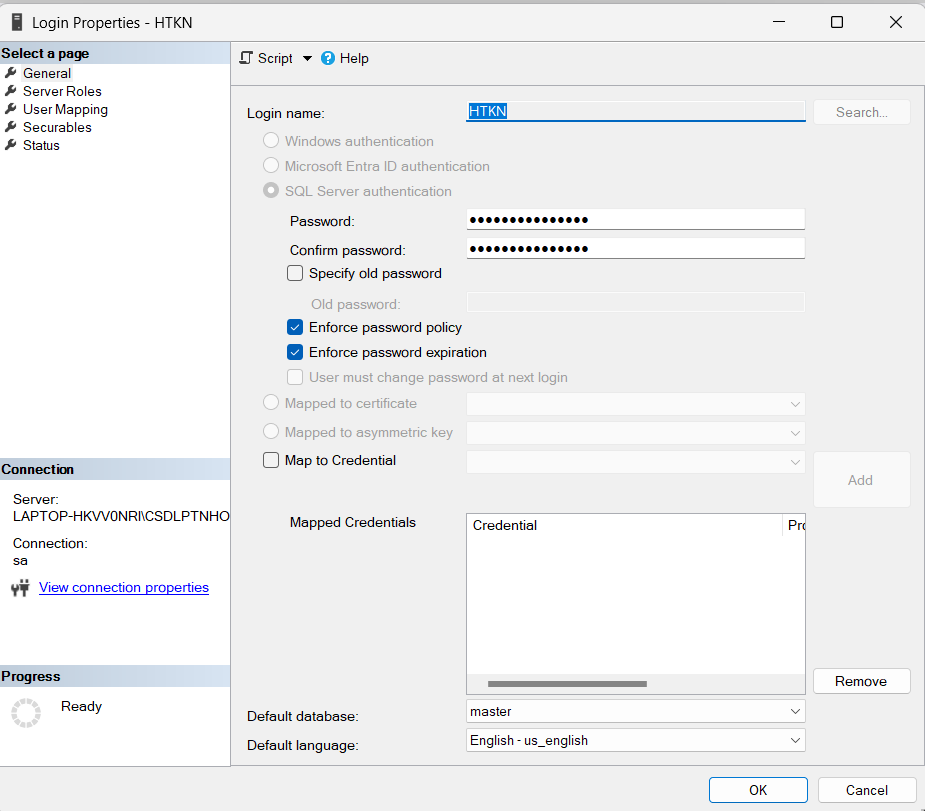 Login Properties - HTKN
Select a page
General
Server Roles
User Mapping
Securables
Status
Connection
Server:
LAPTOP-HKVV0NRI\CSDLPTNHO
Connection:
sa
View connection properties
Progress
Ready
Script
Help
Login name:
HTKN
Search...
Windows authentication
Microsoft Entra ID authentication
SQL Server authentication
Password:
●●●●●●●●●●●●●●●
Confirm password:
●●●●●●●●●●●●●●●
Specify old password
Old password:
Enforce password policy
Enforce password expiration
User must change password at next login
Mapped to certificate
Mapped to asymmetric key
Map to Credential
Add
Mapped Credentials
Credential Pro
Remove
Default database: master
Default language: English - us_english
OK Cancel